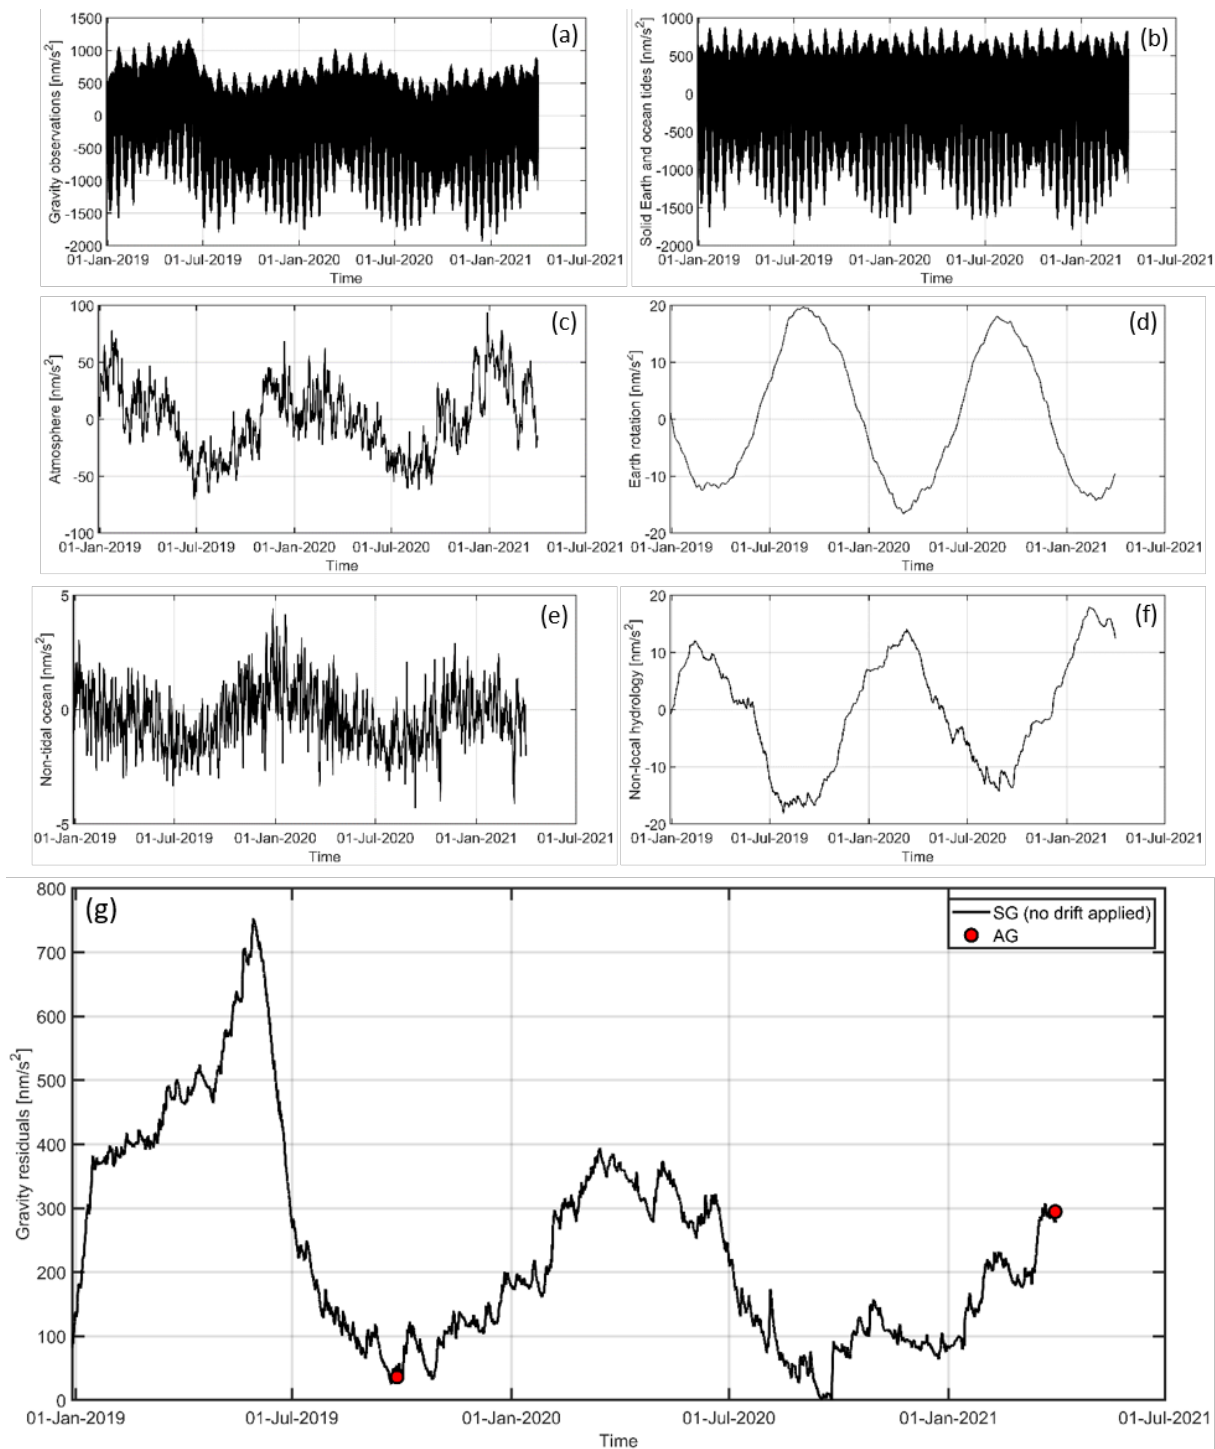 (a)
Gravity observations [nm/s²]
1500
1000
500
0
-500
-1000
-1500
-2000
01-Jan-2019 01-Jul-2019 01-Jan-2020 01-Jul-2020 01-Jan-2021 01-Jul-2021
Time
(b)
Solid Earth and ocean tides [nm/s²]
1000
500
0
-500
-1000
-1500
-2000
01-Jan-2019 01-Jul-2019 01-Jan-2020 01-Jul-2020 01-Jan-2021 01-Jul-2021
Time
(c)
Atmosphere [nm/s²]
100
50
0
-50
-100
01-Jan-2019 01-Jul-2019 01-Jan-2020 01-Jul-2020 01-Jan-2021 01-Jul-2021
Time
(d)
Earth rotation [nm/s²]
20
10
0
-10
-20
01-Jan-2019 01-Jul-2019 01-Jan-2020 01-Jul-2020 01-Jan-2021 01-Jul-2021
Time
(e)
Non-tidal ocean [nm/s²]
5
0
-5
01-Jan-2019 01-Jul-2019 01-Jan-2020 01-Jul-2020 01-Jan-2021 01-Jul-2021
Time
(f)
Non-local hydrology [nm/s²]
20
10
0
-10
-20
01-Jan-2019 01-Jul-2019 01-Jan-2020 01-Jul-2020 01-Jan-2021 01-Jul-2021
Time
(g)
SG (no drift applied)
AG
Gravity residuals [nm/s²]
800
700
600
500
400
300
200
100
0
01-Jan-2019 01-Jul-2019 01-Jan-2020 01-Jul-2020 01-Jan-2021 01-Jul-2021
Time